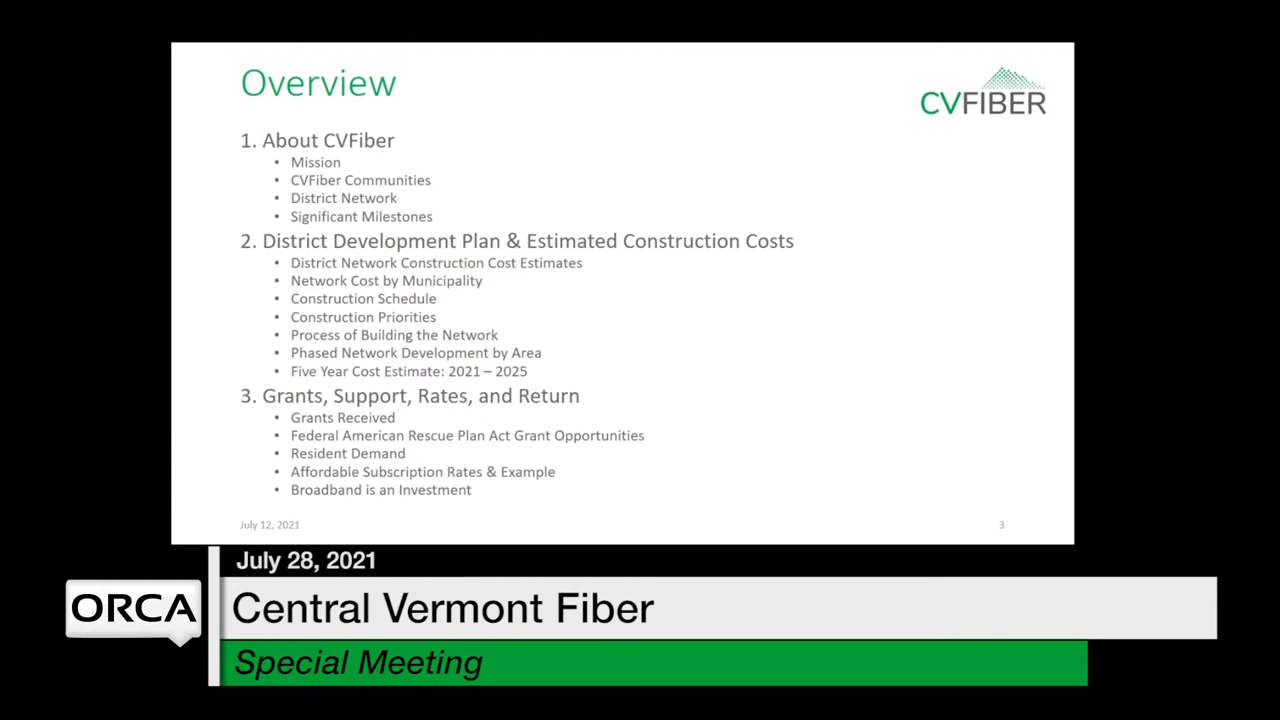 Overview
CVFIBER
1. About CVFiber
• Mission
• CVFiber Communities
• District Network
• Significant Milestones
2. District Development Plan & Estimated Construction Costs
• District Network Construction Cost Estimates
• Network Cost by Municipality
• Construction Schedule
• Construction Priorities
• Process of Building the Network
• Phased Network Development by Area
• Five Year Cost Estimate: 2021 – 2025
3. Grants, Support, Rates, and Return
• Grants Received
• Federal American Rescue Plan Act Grant Opportunities
• Resident Demand
• Affordable Subscription Rates & Example
• Broadband is an Investment
July 12, 2021
3
July 28, 2021
ORCA
Central Vermont Fiber
Special Meeting